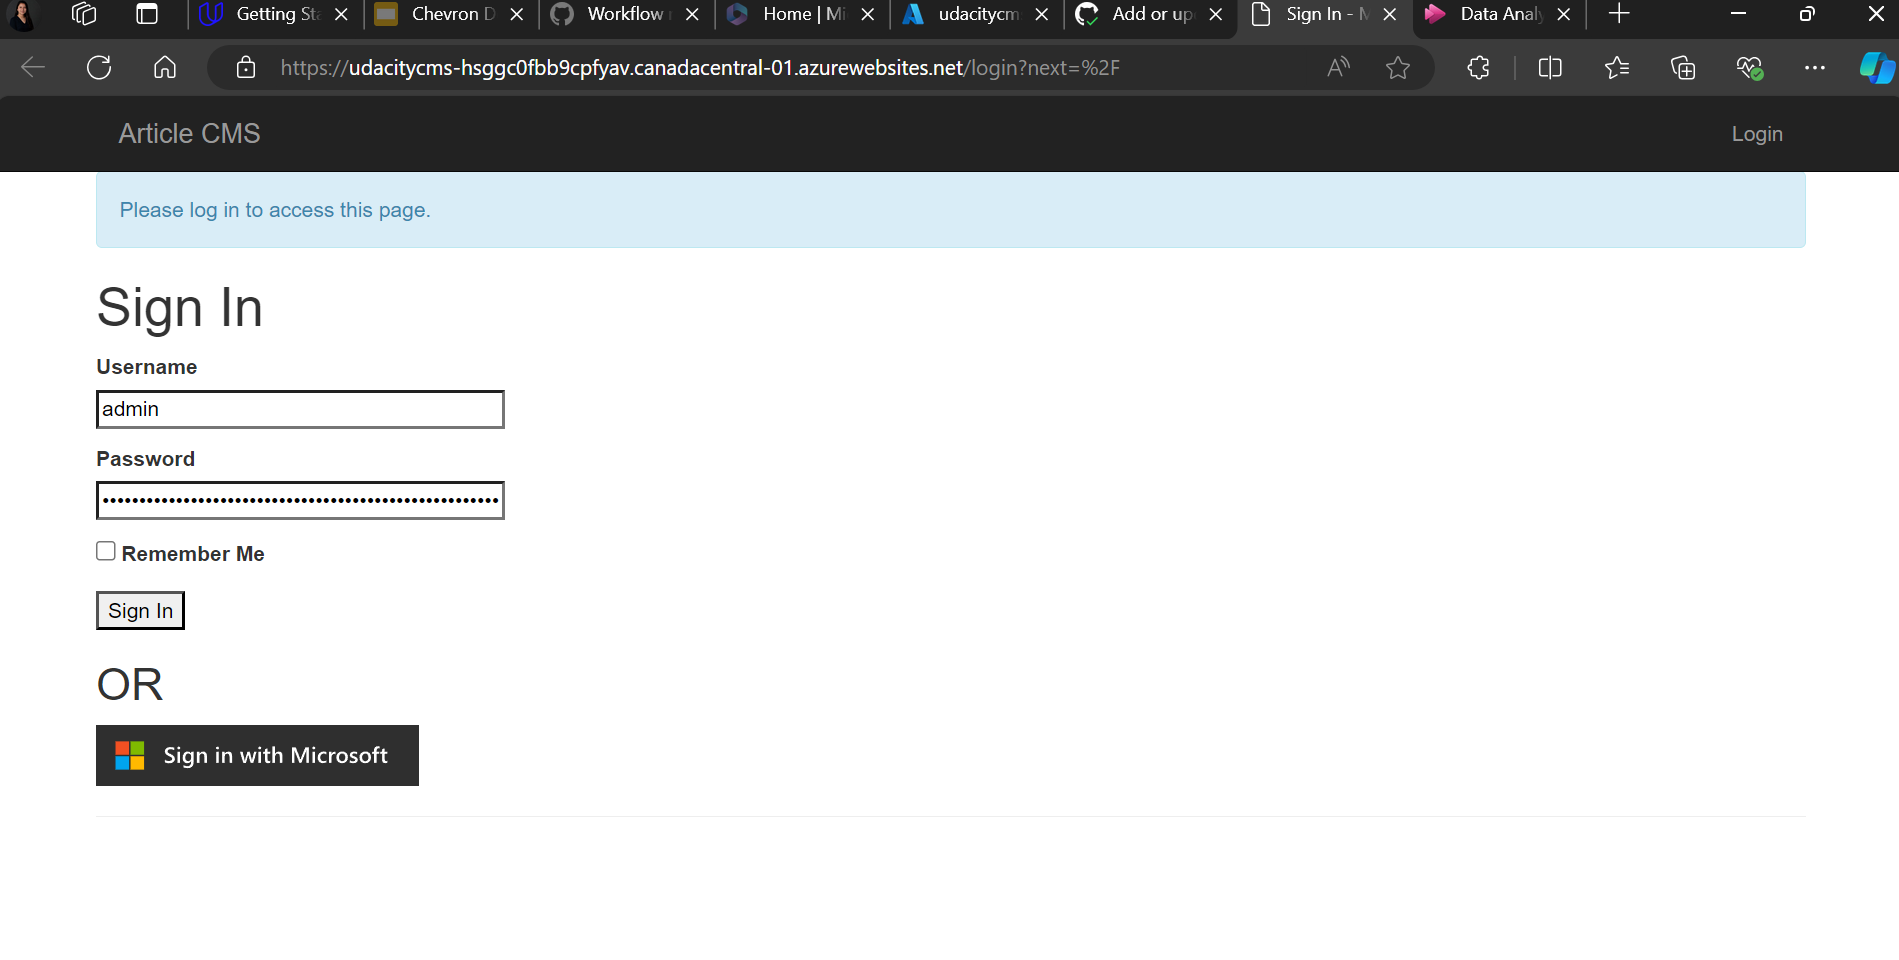 Getting St
Chevron D
Workflow
Home | Mi
udacitycm
Add or up
Sign In - M
Data Analy
https://udacitycms-hsggc0fbb9cpfyav.canadacentral-01.azurewebsites.net/login?next=%2F
Article CMS
Login
Please log in to access this page.
Sign In
Username
admin
Password
Remember Me
Sign In
OR
Sign in with Microsoft